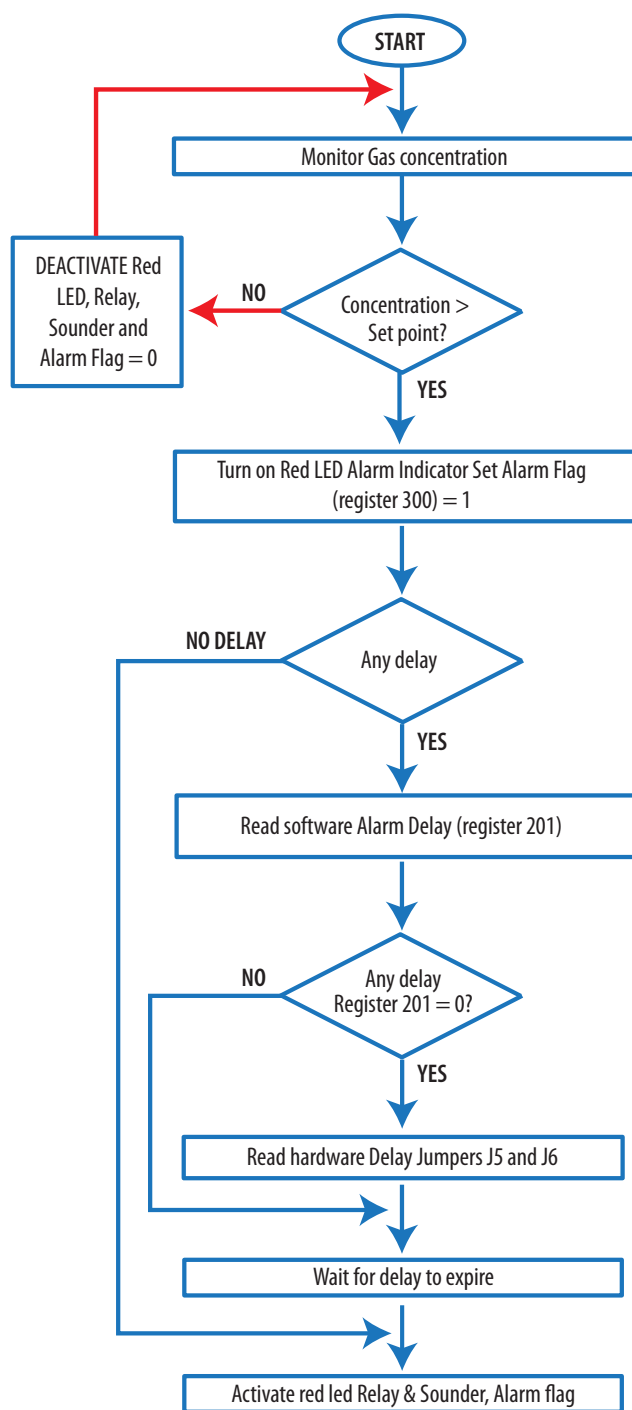 START
Monitor Gas concentration
DEACTIVATE Red
LED, Relay,
Sounder and
Alarm Flag = 0
NO
Concentration >
Set point?
YES
Turn on Red LED Alarm Indicator Set Alarm Flag
(register 300) = 1
NO DELAY
Any delay
YES
Read software Alarm Delay (register 201)
NO
Any delay
Register 201 = 0?
YES
Read hardware Delay Jumpers J5 and J6
Wait for delay to expire
Activate red led Relay & Sounder, Alarm flag